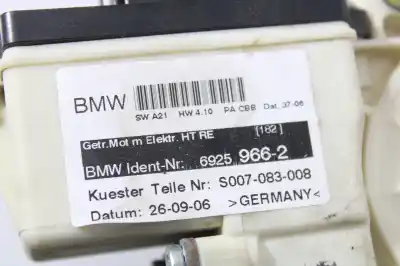 BMW
SW A21 HW 4.10 PA CBB Dat. 37-06
Getr.Mot m Elektr. HT RE [182]
BMW Ident-Nr: 6925 966-2
Kuester Teile Nr: S007-083-008
Datum: 26-09-06 >GERMANY<